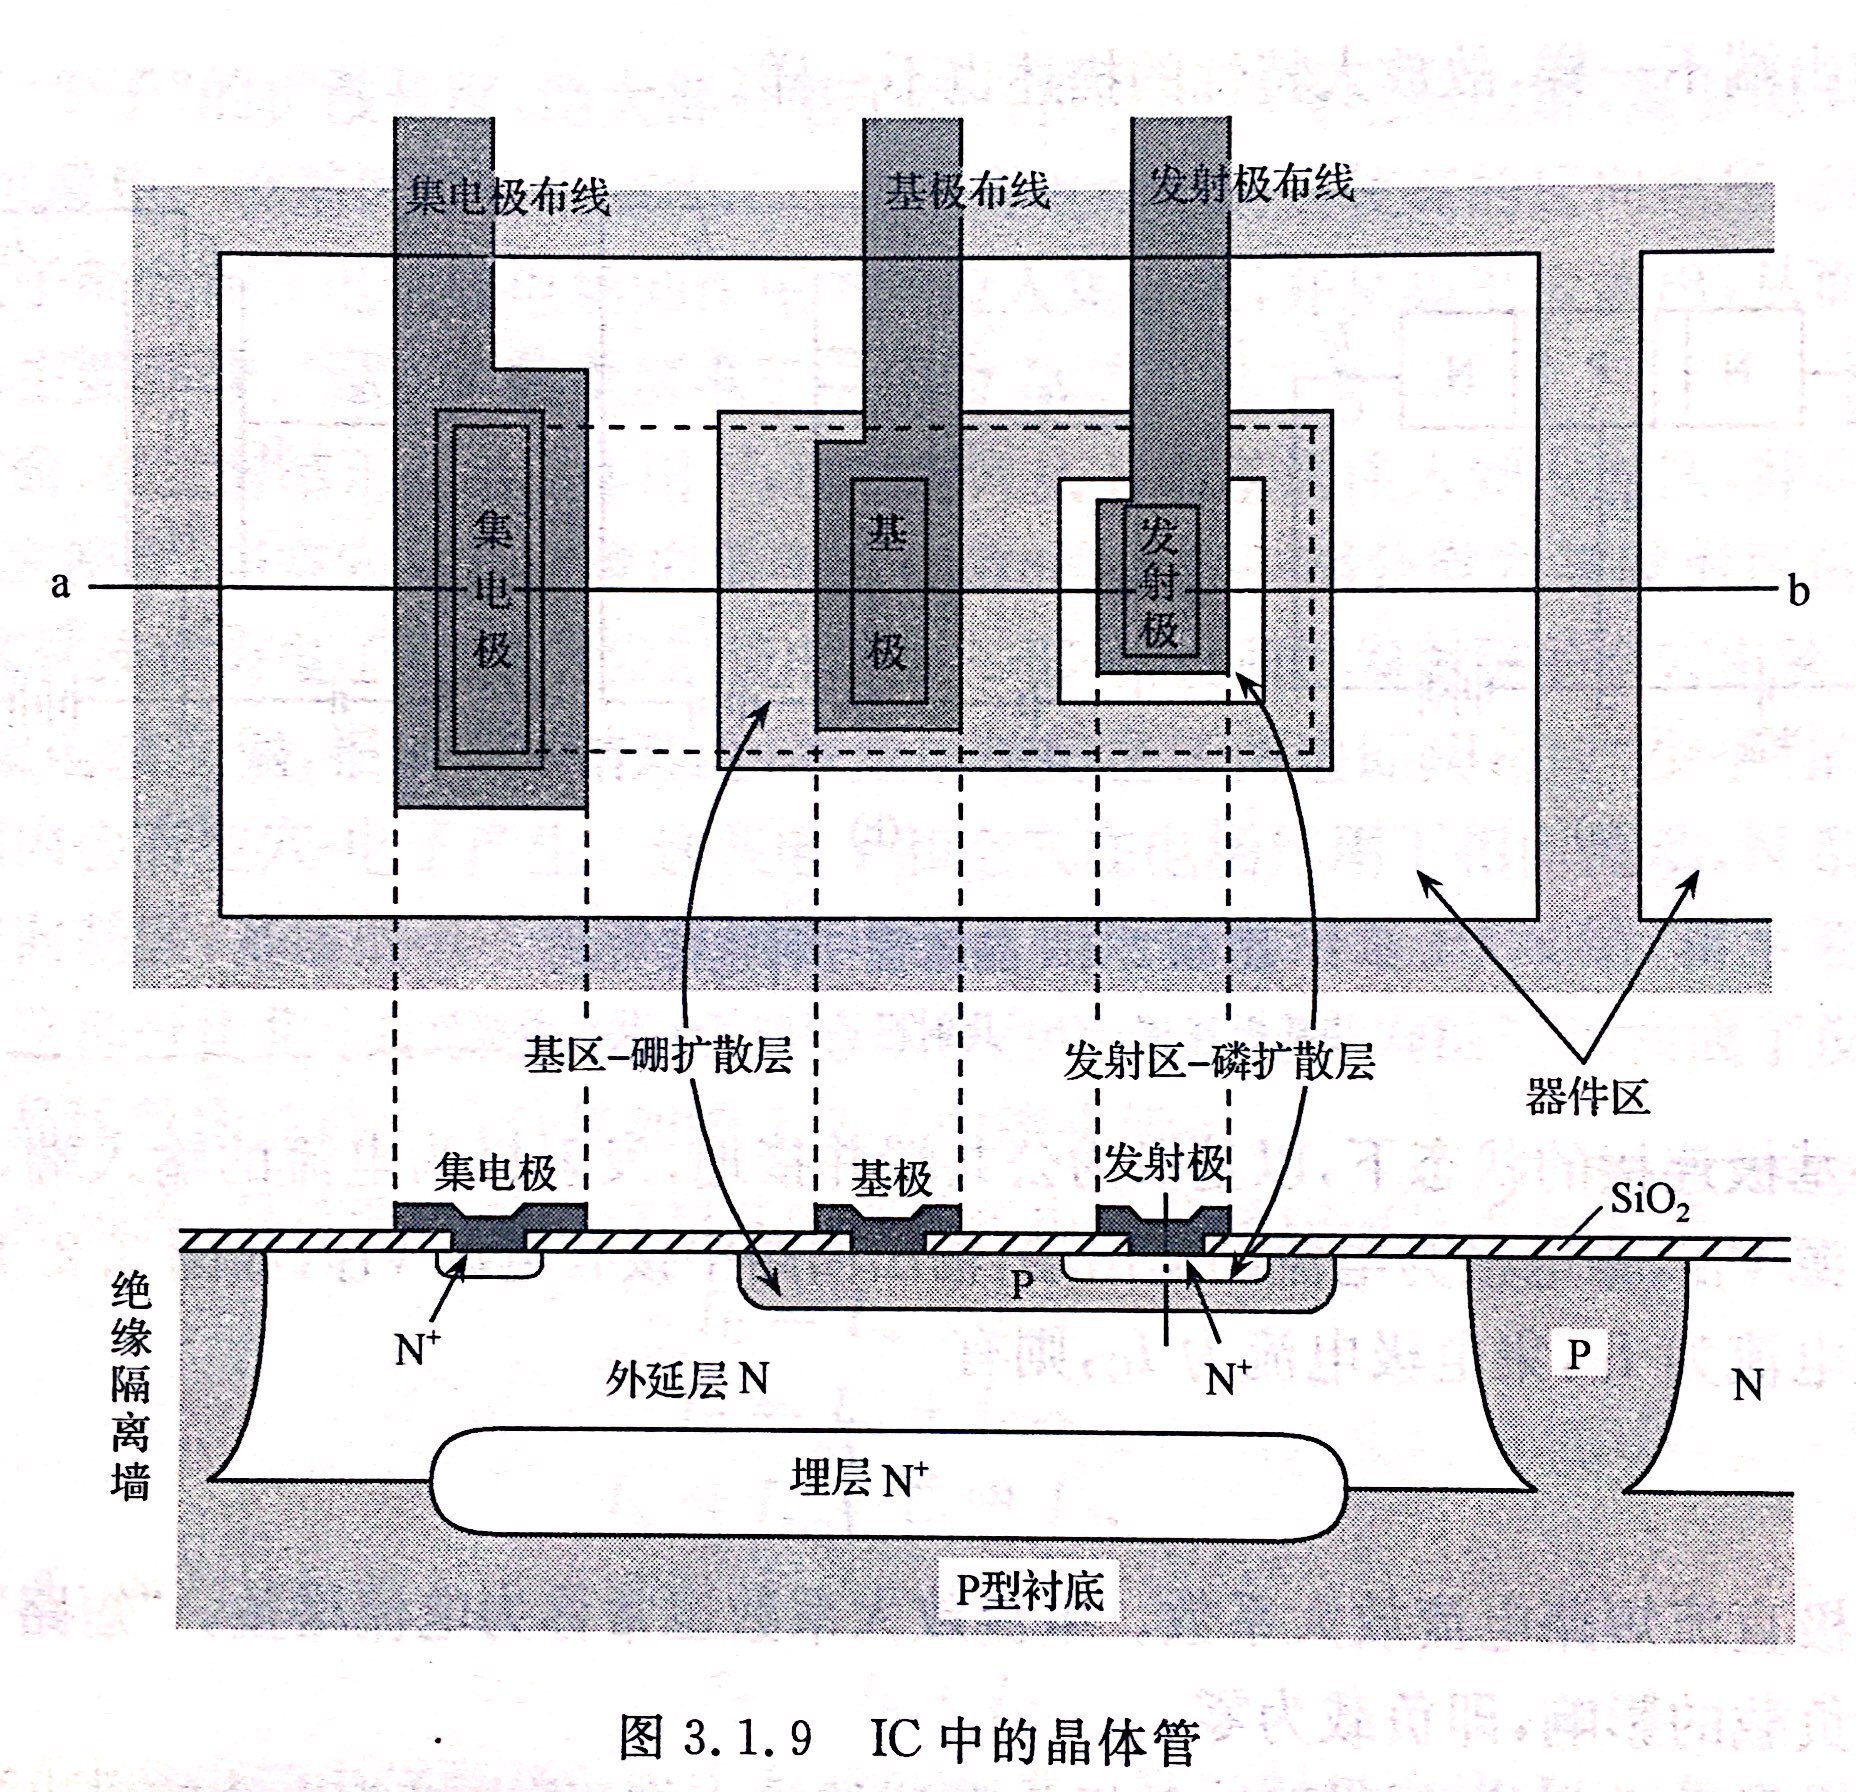 集电极布线
基极布线
发射极布线
集电极
基极
发射极
a
b
基区-硼扩散层
发射区-磷扩散层
器件区
集电极
基极
发射极
SiO₂
绝缘隔离墙
P
N⁺
N⁺
P
N
外延层 N
埋层 N⁺
P型衬底
图 3.1.9 IC 中的晶体管